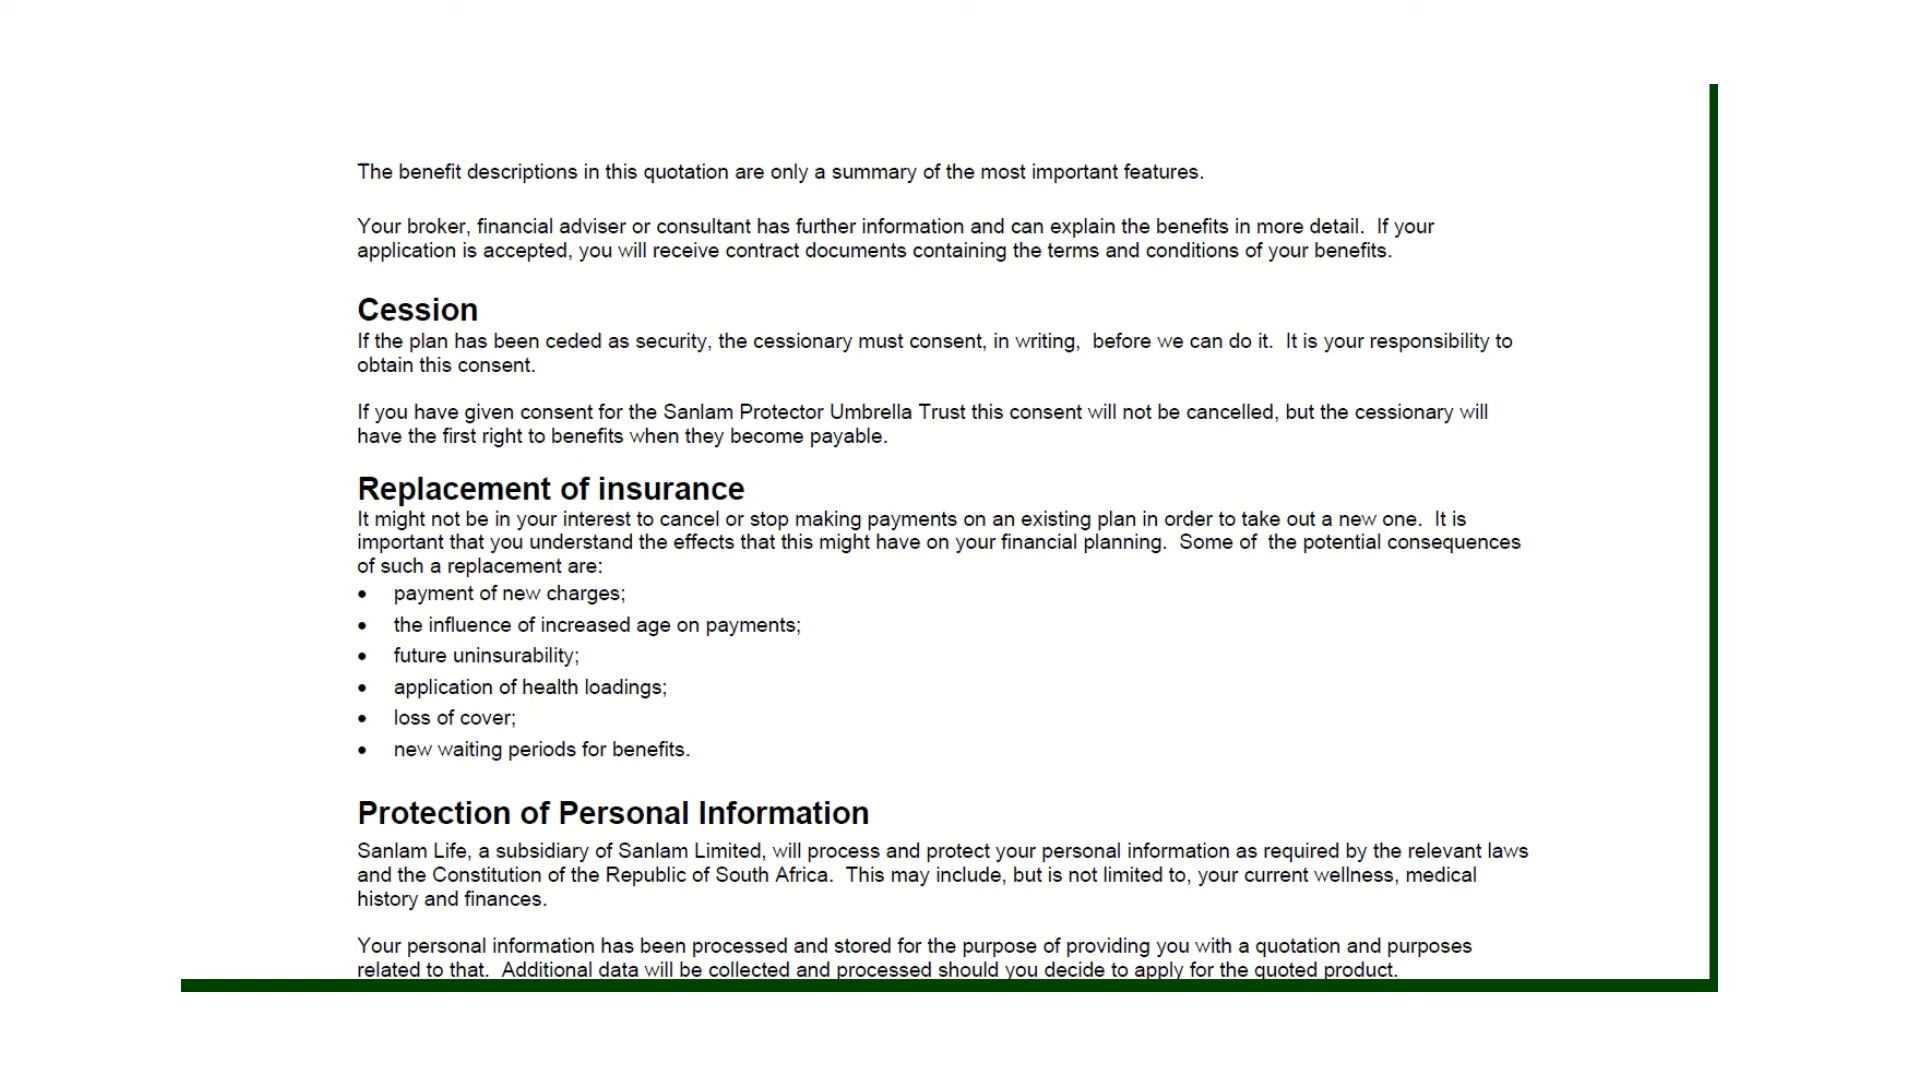 The benefit descriptions in this quotation are only a summary of the most important features.
Your broker, financial adviser or consultant has further information and can explain the benefits in more detail.  If your
application is accepted, you will receive contract documents containing the terms and conditions of your benefits.
Cession
If the plan has been ceded as security, the cessionary must consent, in writing,  before we can do it.  It is your responsibility to
obtain this consent.
If you have given consent for the Sanlam Protector Umbrella Trust this consent will not be cancelled, but the cessionary will
have the first right to benefits when they become payable.
Replacement of insurance
It might not be in your interest to cancel or stop making payments on an existing plan in order to take out a new one.  It is
important that you understand the effects that this might have on your financial planning.  Some of  the potential consequences
of such a replacement are:
• payment of new charges;
• the influence of increased age on payments;
• future uninsurability;
• application of health loadings;
• loss of cover;
• new waiting periods for benefits.
Protection of Personal Information
Sanlam Life, a subsidiary of Sanlam Limited, will process and protect your personal information as required by the relevant laws
and the Constitution of the Republic of South Africa.  This may include, but is not limited to, your current wellness, medical
history and finances.
Your personal information has been processed and stored for the purpose of providing you with a quotation and purposes
related to that.  Additional data will be collected and processed should you decide to apply for the quoted product.